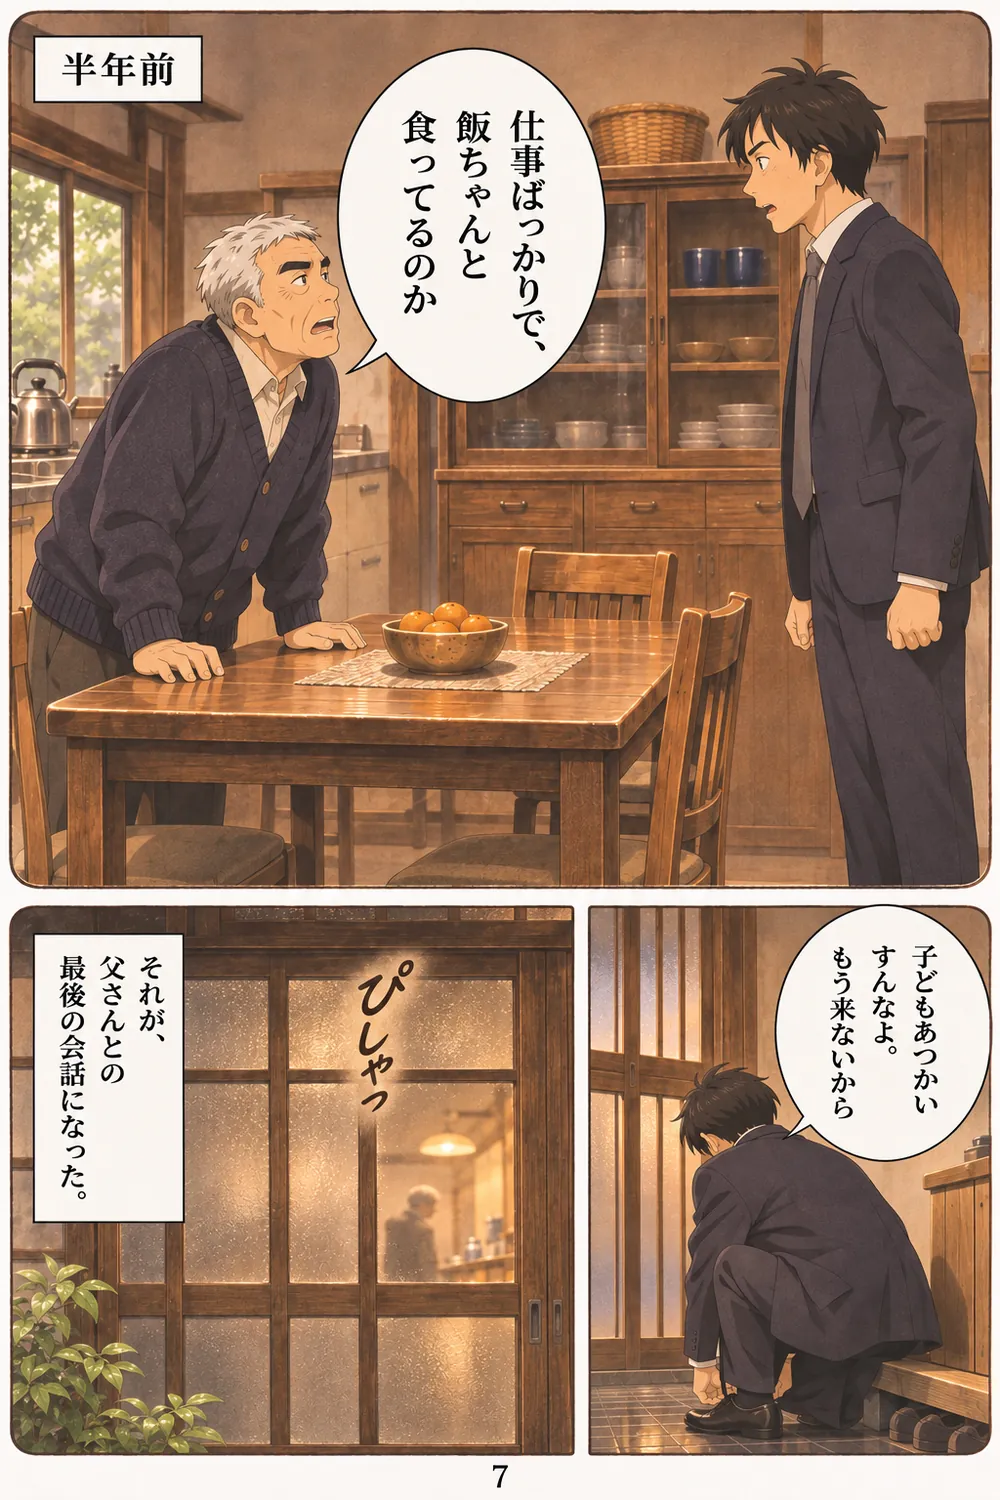 半年前
仕事ばっかりで、
飯ちゃんと
食ってるのか
子どもあつかい
すんなよ。
もう来ないから
ぴしゃっ
それが、
父さんとの
最後の会話になった。
7